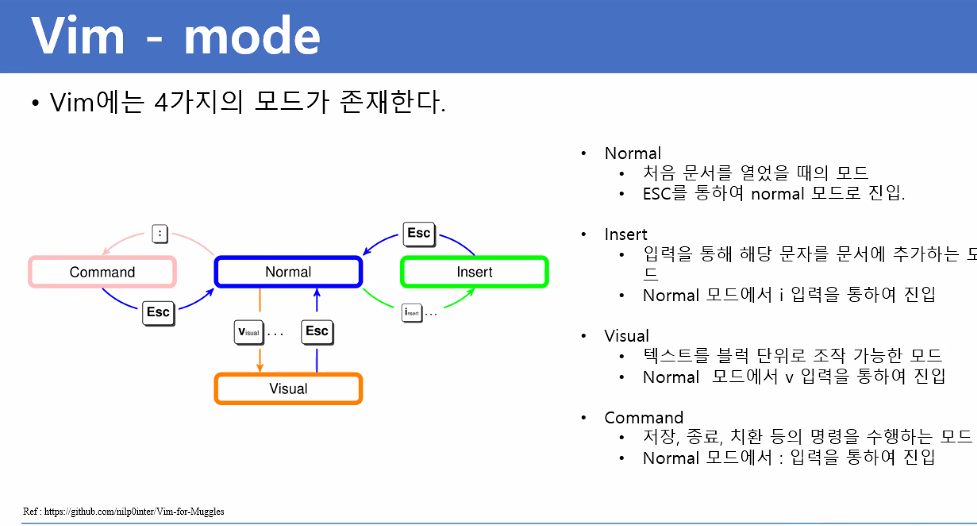 Vim - mode
• Vim에는 4가지의 모드가 존재한다.
• Normal
• 처음 문서를 열었을 때의 모드
• ESC를 통하여 normal 모드로 진입.
• Insert
• 입력을 통해 해당 문자를 문서에 추가하는 모
드
• Normal 모드에서 i 입력을 통하여 진입
• Visual
• 텍스트를 블럭 단위로 조작 가능한 모드
• Normal 모드에서 v 입력을 통하여 진입
• Command
• 저장, 종료, 치환 등의 명령을 수행하는 모드
• Normal 모드에서 : 입력을 통하여 진입
:
Esc
Command
Normal
Insert
Esc
insert ...
visual ...
Esc
Visual
Ref : https://github.com/nilp0inter/Vim-for-Muggles